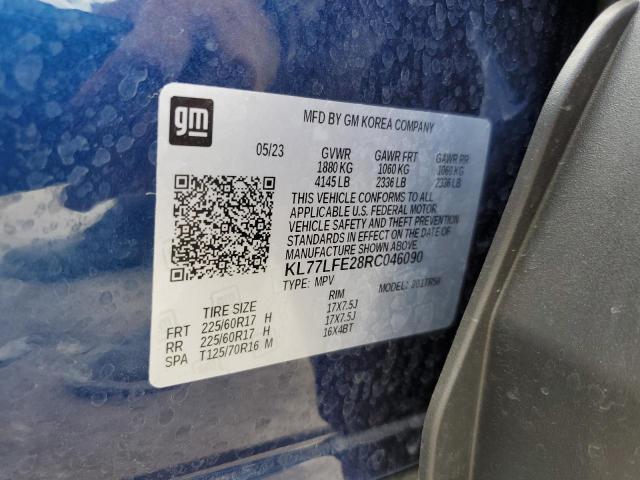 gm
MFD BY GM KOREA COMPANY
05/23 GVWR GAWR FRT GAWR RR
1880 KG 1060 KG 1060 KG
4145 LB 2336 LB 2336 LB
THIS VEHICLE CONFORMS TO ALL
APPLICABLE U.S. FEDERAL MOTOR
VEHICLE SAFETY AND THEFT PREVENTION
STANDARDS IN EFFECT ON THE DATE OF
MANUFACTURE SHOWN ABOVE.
KL77LFE28RC046090
TYPE: MPV
TIRE SIZE RIM
FRT 225/60R17 H 17X7.5J
RR 225/60R17 H 17X7.5J
SPA T125/70R16 M 16X4BT